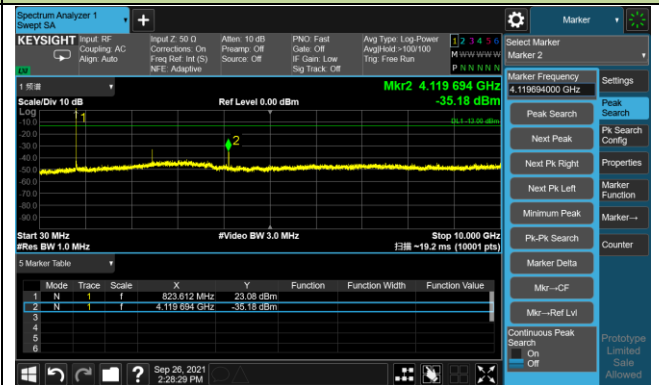 Spectrum Analyzer 1
Swept SA
Marker
KEYSIGHT
Input: RF
Coupling: AC
Align: Auto
Input Z: 50 Ω
Corrections: On
Freq Ref: Int (S)
NFE: Adaptive
Atten: 10 dB
Preamp: Off
Source: Off
PNO: Fast
Gate: Off
IF Gain: Low
Sig Track: Off
Avg Type: Log-Power
Avg|Hold:>100/100
Trig: Free Run
1 2 3 4 5 6
M W W W W W
P N N N N N
Select Marker
Marker 2
LXI
1 频谱
Mkr2 4.119 694 GHz
-35.18 dBm
Scale/Div 10 dB
Ref Level 0.00 dBm
Log
-10.0
-20.0
-30.0
-40.0
-50.0
-60.0
-70.0
-80.0
-90.0
1
2
DL1 -13.00 dBm
Start 30 MHz
#Res BW 1.0 MHz
#Video BW 3.0 MHz
Stop 10.000 GHz
扫描 ~19.2 ms (10001 pts)
Marker Frequency
4.119694000 GHz
Peak Search
Next Peak
Next Pk Right
Next Pk Left
Minimum Peak
Pk-Pk Search
Marker Delta
Mkr→CF
Mkr→Ref Lvl
Continuous Peak
Search
On
Off
Settings
Peak
Search
Pk Search
Config
Properties
Marker
Function
Marker→
Counter
Prototype
Limited
Sale
Allowed
5 Marker Table
Mode Trace Scale X Y Function Function Width Function Value
1 N 1 f 823.612 MHz 23.08 dBm
2 N 1 f 4.119 694 GHz -35.18 dBm
3
4
5
6
Sep 26, 2021
2:28:29 PM